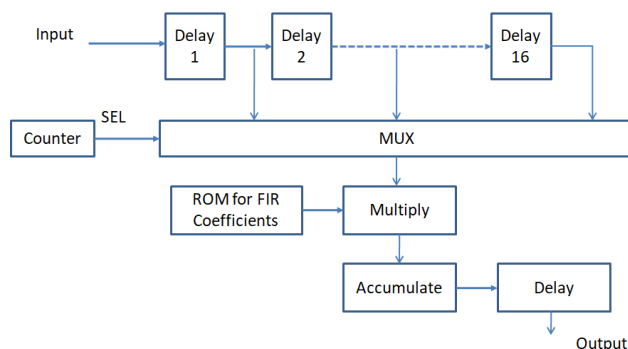 Input
Delay
1
Delay
2
Delay
16
SEL
Counter
MUX
ROM for FIR
Coefficients
Multiply
Accumulate
Delay
Output